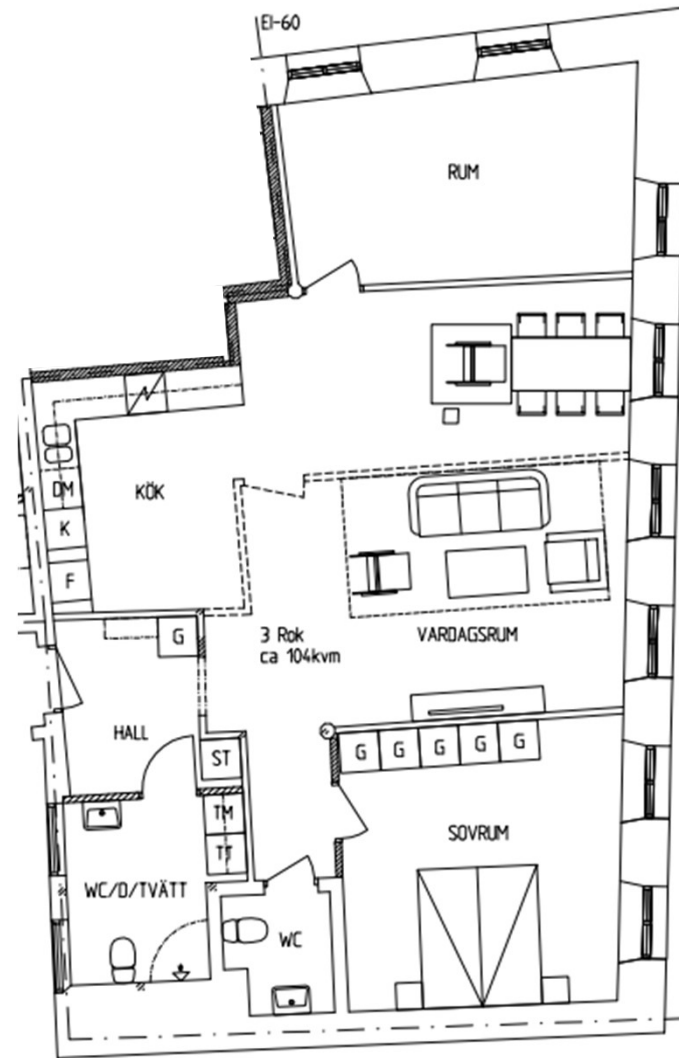 EI-60
RUM
KÖK
DM
K
F
G
3 Rok
ca 104kvm
VARDAGSRUM
HALL
ST
G G G G G
TM
TT
SOVRUM
WC/D/TVÄTT
WC